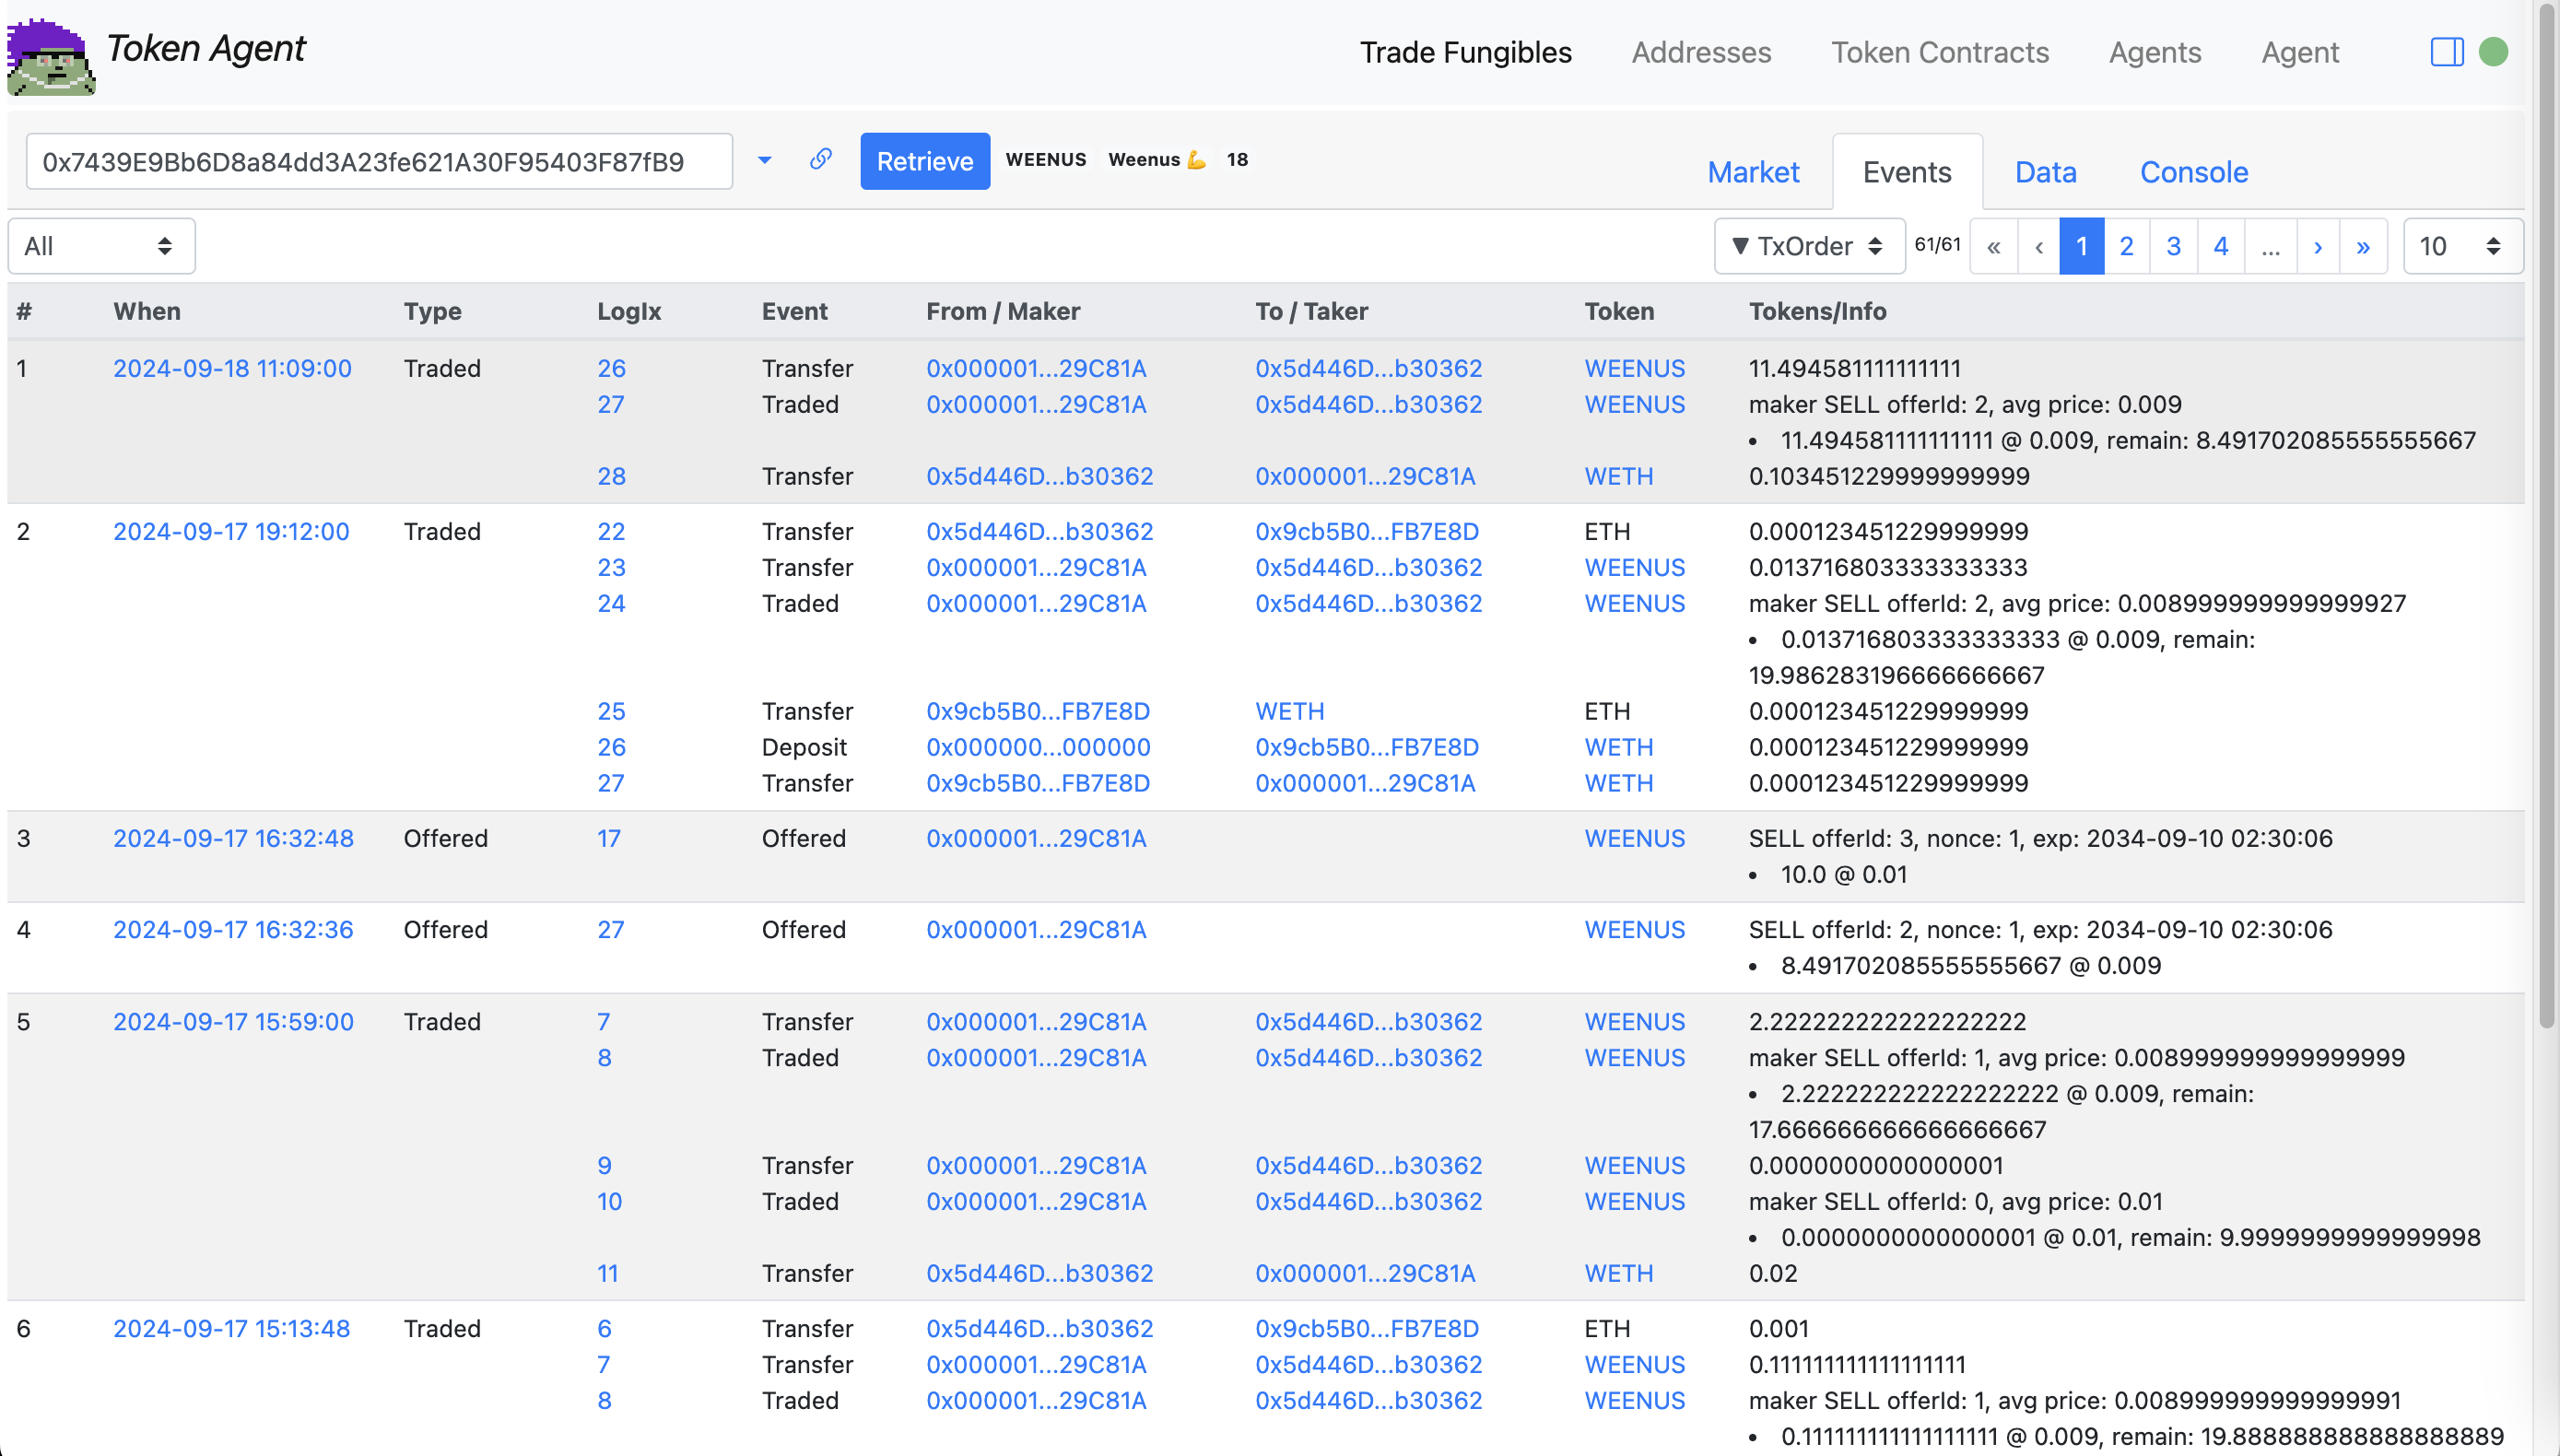 Token Agent
Trade Fungibles Addresses Token Contracts Agents Agent
0x7439E9Bb6D8a84dd3A23fe621A30F95403F87fB9 Retrieve WEENUS Weenus 💪 18
Market Events Data Console
All ▼ TxOrder 61/61 « ‹ 1 2 3 4 ... › » 10
# When Type LogIx Event From / Maker To / Taker Token Tokens/Info
1 2024-09-18 11:09:00 Traded 26 Transfer 0x000001...29C81A 0x5d446D...b30362 WEENUS 11.494581111111111
27 Traded 0x000001...29C81A 0x5d446D...b30362 WEENUS maker SELL offerId: 2, avg price: 0.009
• 11.494581111111111 @ 0.009, remain: 8.491702085555555667
28 Transfer 0x5d446D...b30362 0x000001...29C81A WETH 0.103451229999999999
2 2024-09-17 19:12:00 Traded 22 Transfer 0x5d446D...b30362 0x9cb5B0...FB7E8D ETH 0.000123451229999999
23 Transfer 0x000001...29C81A 0x5d446D...b30362 WEENUS 0.013716803333333333
24 Traded 0x000001...29C81A 0x5d446D...b30362 WEENUS maker SELL offerId: 2, avg price: 0.008999999999999927
• 0.013716803333333333 @ 0.009, remain:
19.986283196666666667
25 Transfer 0x9cb5B0...FB7E8D WETH ETH 0.000123451229999999
26 Deposit 0x000000...000000 0x9cb5B0...FB7E8D WETH 0.000123451229999999
27 Transfer 0x9cb5B0...FB7E8D 0x000001...29C81A WETH 0.000123451229999999
3 2024-09-17 16:32:48 Offered 17 Offered 0x000001...29C81A WEENUS SELL offerId: 3, nonce: 1, exp: 2034-09-10 02:30:06
• 10.0 @ 0.01
4 2024-09-17 16:32:36 Offered 27 Offered 0x000001...29C81A WEENUS SELL offerId: 2, nonce: 1, exp: 2034-09-10 02:30:06
• 8.491702085555555667 @ 0.009
5 2024-09-17 15:59:00 Traded 7 Transfer 0x000001...29C81A 0x5d446D...b30362 WEENUS 2.222222222222222222
8 Traded 0x000001...29C81A 0x5d446D...b30362 WEENUS maker SELL offerId: 1, avg price: 0.008999999999999999
• 2.222222222222222222 @ 0.009, remain:
17.666666666666666667
9 Transfer 0x000001...29C81A 0x5d446D...b30362 WEENUS 0.0000000000000001
10 Traded 0x000001...29C81A 0x5d446D...b30362 WEENUS maker SELL offerId: 0, avg price: 0.01
• 0.0000000000000001 @ 0.01, remain: 9.9999999999999998
11 Transfer 0x5d446D...b30362 0x000001...29C81A WETH 0.02
6 2024-09-17 15:13:48 Traded 6 Transfer 0x5d446D...b30362 0x9cb5B0...FB7E8D ETH 0.001
7 Transfer 0x000001...29C81A 0x5d446D...b30362 WEENUS 0.111111111111111111
8 Traded 0x000001...29C81A 0x5d446D...b30362 WEENUS maker SELL offerId: 1, avg price: 0.008999999999999991
• 0.111111111111111111 @ 0.009, remain: 19.888888888888888889